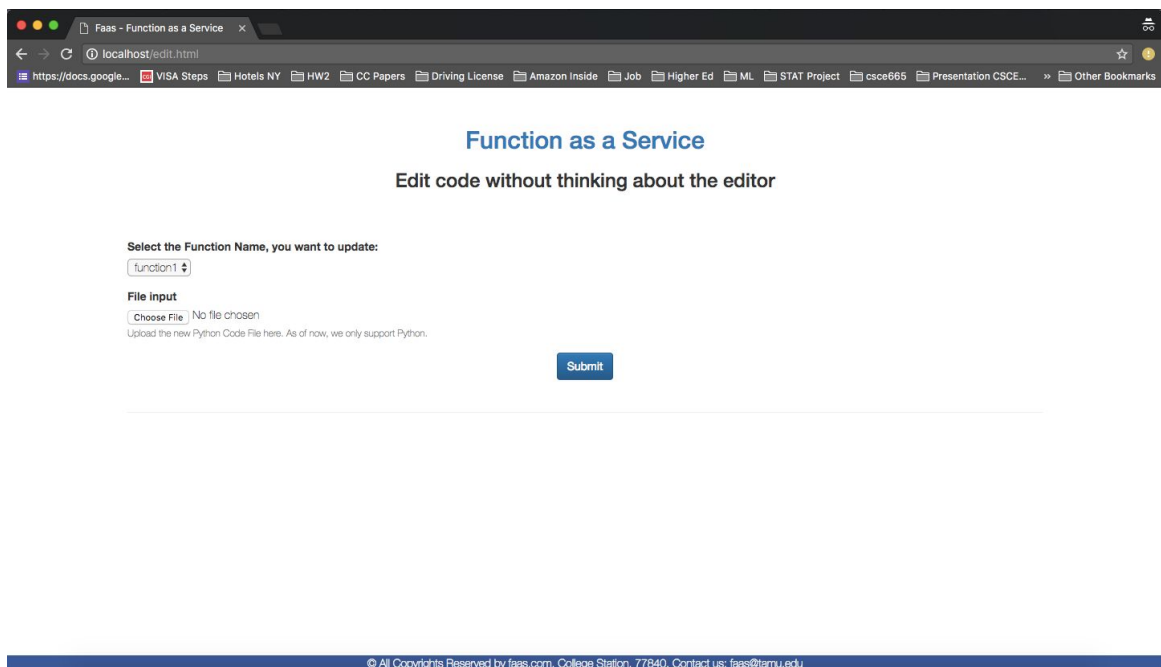 Faas - Function as a Service
localhost/edit.html
https://docs.google... VISA Steps Hotels NY HW2 CC Papers Driving License Amazon Inside Job Higher Ed ML STAT Project csce665 Presentation CSCE... » Other Bookmarks
Function as a Service
Edit code without thinking about the editor
Select the Function Name, you want to update:
function1
File input
Choose File No file chosen
Upload the new Python Code File here. As of now, we only support Python.
Submit
© All Copyrights Reserved by faas.com, College Station, 77840. Contact us: faas@tamu.edu